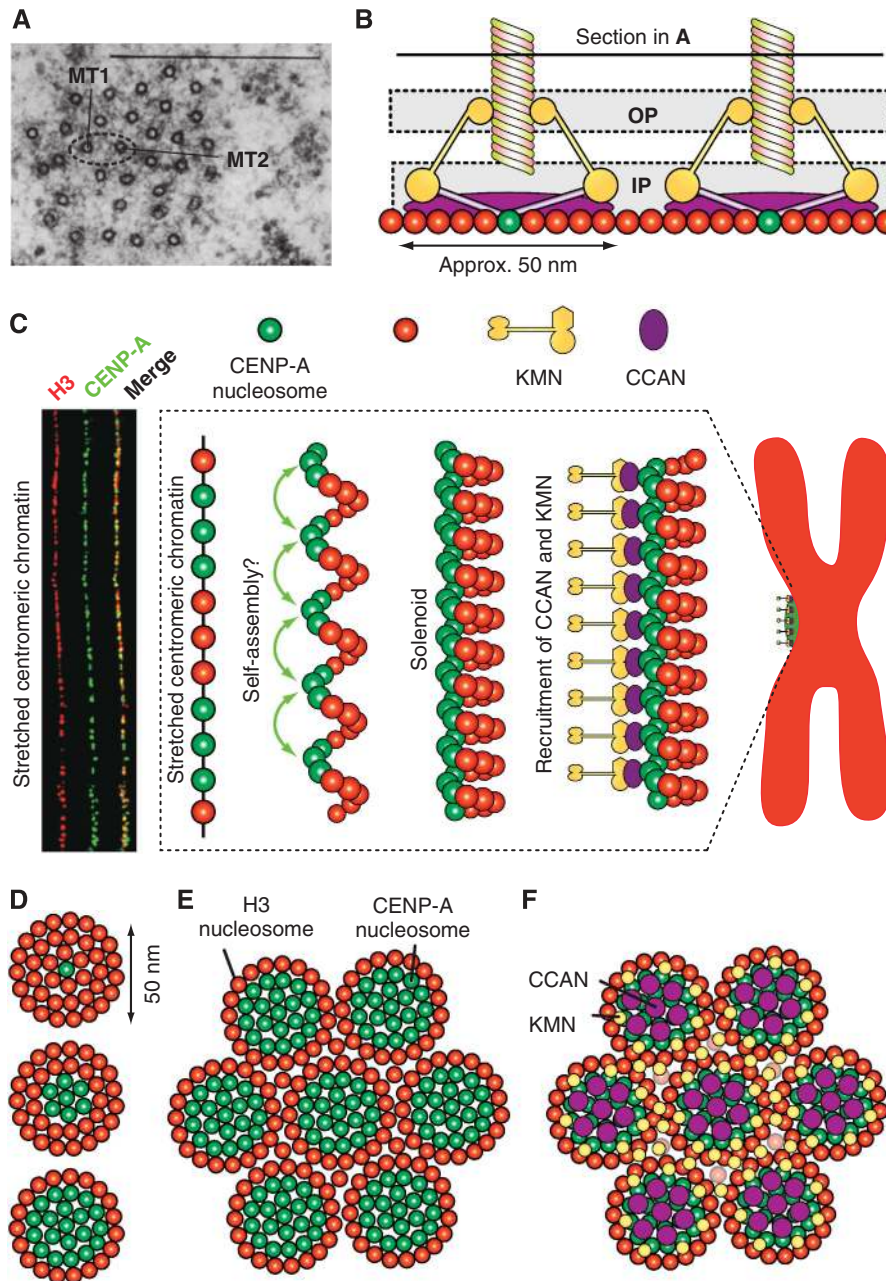 A
MT1
MT2
B
Section in A
OP
IP
Approx. 50 nm
C
CENP-A
nucleosome
KMN
CCAN
H3
CENP-A
Merge
Stretched centromeric chromatin
Stretched centromeric chromatin
Self-assembly?
Solenoid
Recruitment of CCAN and KMN
D
50 nm
E
H3
nucleosome
CENP-A
nucleosome
F
CCAN
KMN